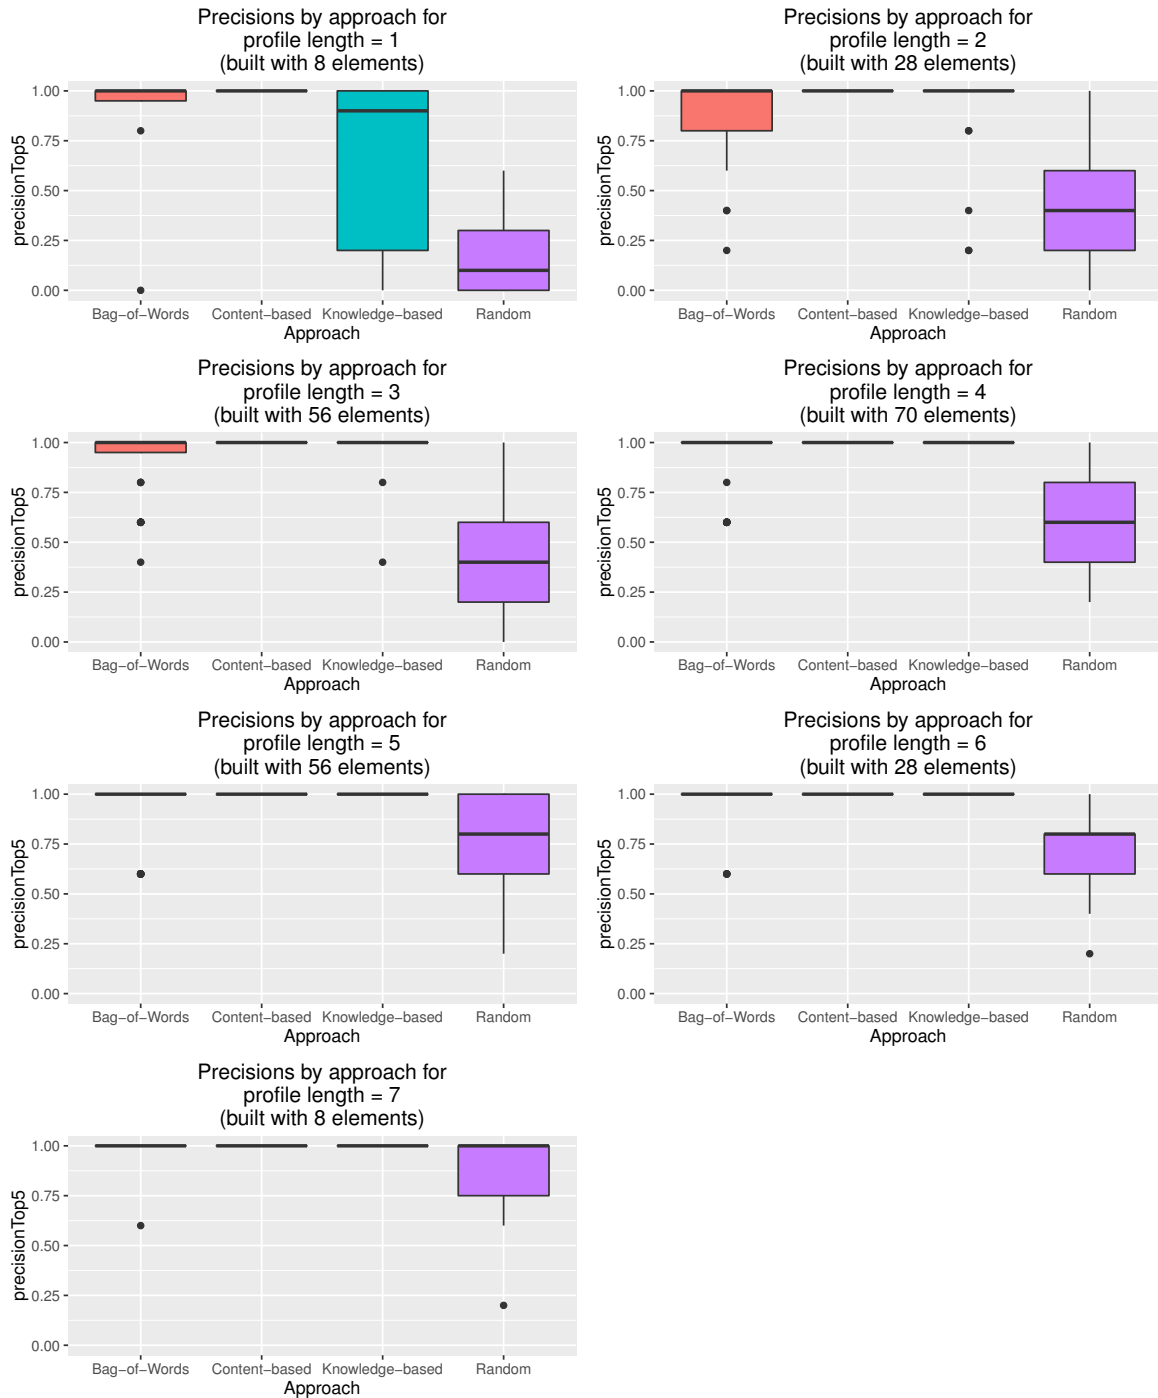 Precisions by approach for
profile length = 1
(built with 8 elements)
precisionTop5
1.00
0.75
0.50
0.25
0.00
Bag−of−Words Content−based Knowledge−based Random
Approach
Precisions by approach for
profile length = 2
(built with 28 elements)
precisionTop5
1.00
0.75
0.50
0.25
0.00
Bag−of−Words Content−based Knowledge−based Random
Approach
Precisions by approach for
profile length = 3
(built with 56 elements)
precisionTop5
1.00
0.75
0.50
0.25
0.00
Bag−of−Words Content−based Knowledge−based Random
Approach
Precisions by approach for
profile length = 4
(built with 70 elements)
precisionTop5
1.00
0.75
0.50
0.25
0.00
Bag−of−Words Content−based Knowledge−based Random
Approach
Precisions by approach for
profile length = 5
(built with 56 elements)
precisionTop5
1.00
0.75
0.50
0.25
0.00
Bag−of−Words Content−based Knowledge−based Random
Approach
Precisions by approach for
profile length = 6
(built with 28 elements)
precisionTop5
1.00
0.75
0.50
0.25
0.00
Bag−of−Words Content−based Knowledge−based Random
Approach
Precisions by approach for
profile length = 7
(built with 8 elements)
precisionTop5
1.00
0.75
0.50
0.25
0.00
Bag−of−Words Content−based Knowledge−based Random
Approach